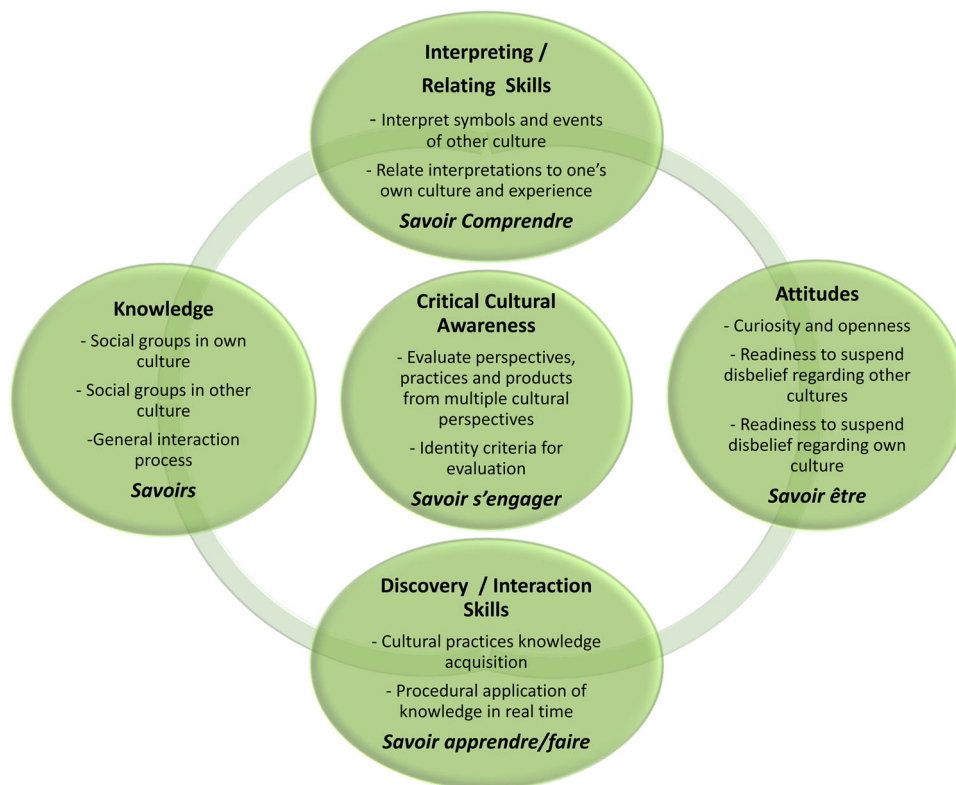 Interpreting /
Relating Skills
- Interpret symbols and events
of other culture
- Relate interpretations to one's
own culture and experience
Savoir Comprendre
Knowledge
- Social groups in own
culture
- Social groups in other
culture
-General interaction
process
Savoirs
Critical Cultural
Awareness
- Evaluate perspectives,
practices and products
from multiple cultural
perspectives
- Identity criteria for
evaluation
Savoir s’engager
Attitudes
- Curiosity and openness
- Readiness to suspend
disbelief regarding other
cultures
- Readiness to suspend
disbelief regarding own
culture
Savoir être
Discovery / Interaction
Skills
- Cultural practices knowledge
acquisition
- Procedural application of
knowledge in real time
Savoir apprendre/faire